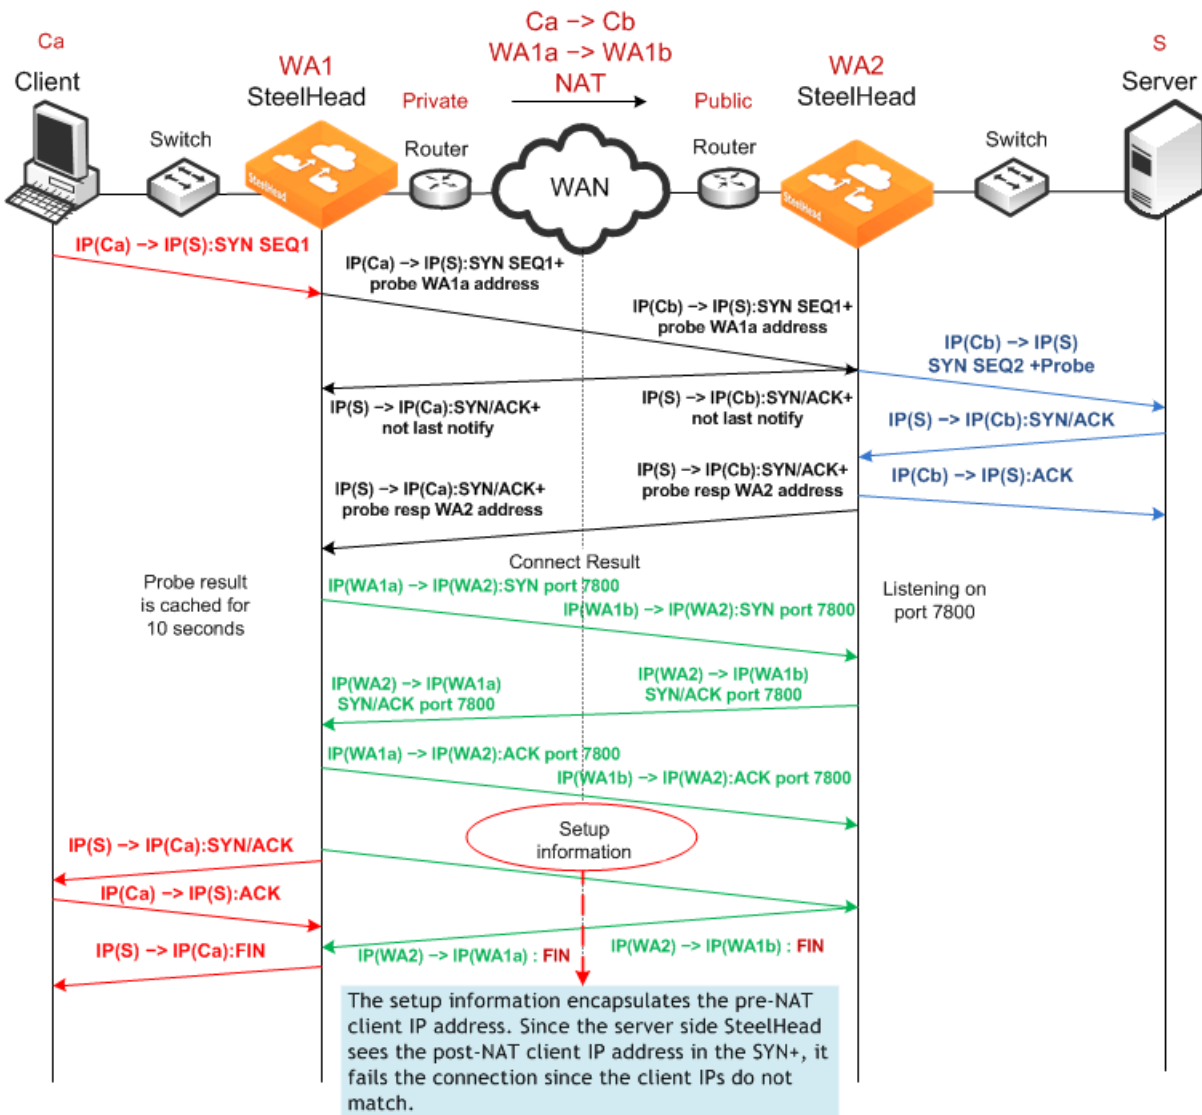 Ca -> Cb
WA1a -> WA1b
NAT
Ca
Client
WA1
SteelHead
Private
Public
WA2
SteelHead
S
Server
Switch
Router
WAN
Router
Switch
SteelHead
SteelHead
IP(Ca) -> IP(S):SYN SEQ1
IP(Ca) -> IP(S):SYN SEQ1+
probe WA1a address
IP(Cb) -> IP(S):SYN SEQ1+
probe WA1a address
IP(Cb) -> IP(S)
SYN SEQ2 +Probe
IP(S) -> IP(Ca):SYN/ACK+
not last notify
IP(S) -> IP(Cb):SYN/ACK+
not last notify
IP(S) -> IP(Cb):SYN/ACK
IP(S) -> IP(Ca):SYN/ACK+
probe resp WA2 address
IP(S) -> IP(Cb):SYN/ACK+
probe resp WA2 address
IP(Cb) -> IP(S):ACK
Connect Result
Probe result
is cached for
10 seconds
IP(WA1a) -> IP(WA2):SYN port 7800
IP(WA1b) -> IP(WA2):SYN port 7800
Listening on
port 7800
IP(WA2) -> IP(WA1a)
SYN/ACK port 7800
IP(WA2) -> IP(WA1b)
SYN/ACK port 7800
IP(WA1a) -> IP(WA2):ACK port 7800
IP(WA1b) -> IP(WA2):ACK port 7800
Setup
information
IP(S) -> IP(Ca):SYN/ACK
IP(Ca) -> IP(S):ACK
IP(S) -> IP(Ca):FIN
IP(WA2) -> IP(WA1a) : FIN
IP(WA2) -> IP(WA1b) : FIN
The setup information encapsulates the pre-NAT
client IP address. Since the server side SteelHead
sees the post-NAT client IP address in the SYN+, it
fails the connection since the client IPs do not
match.